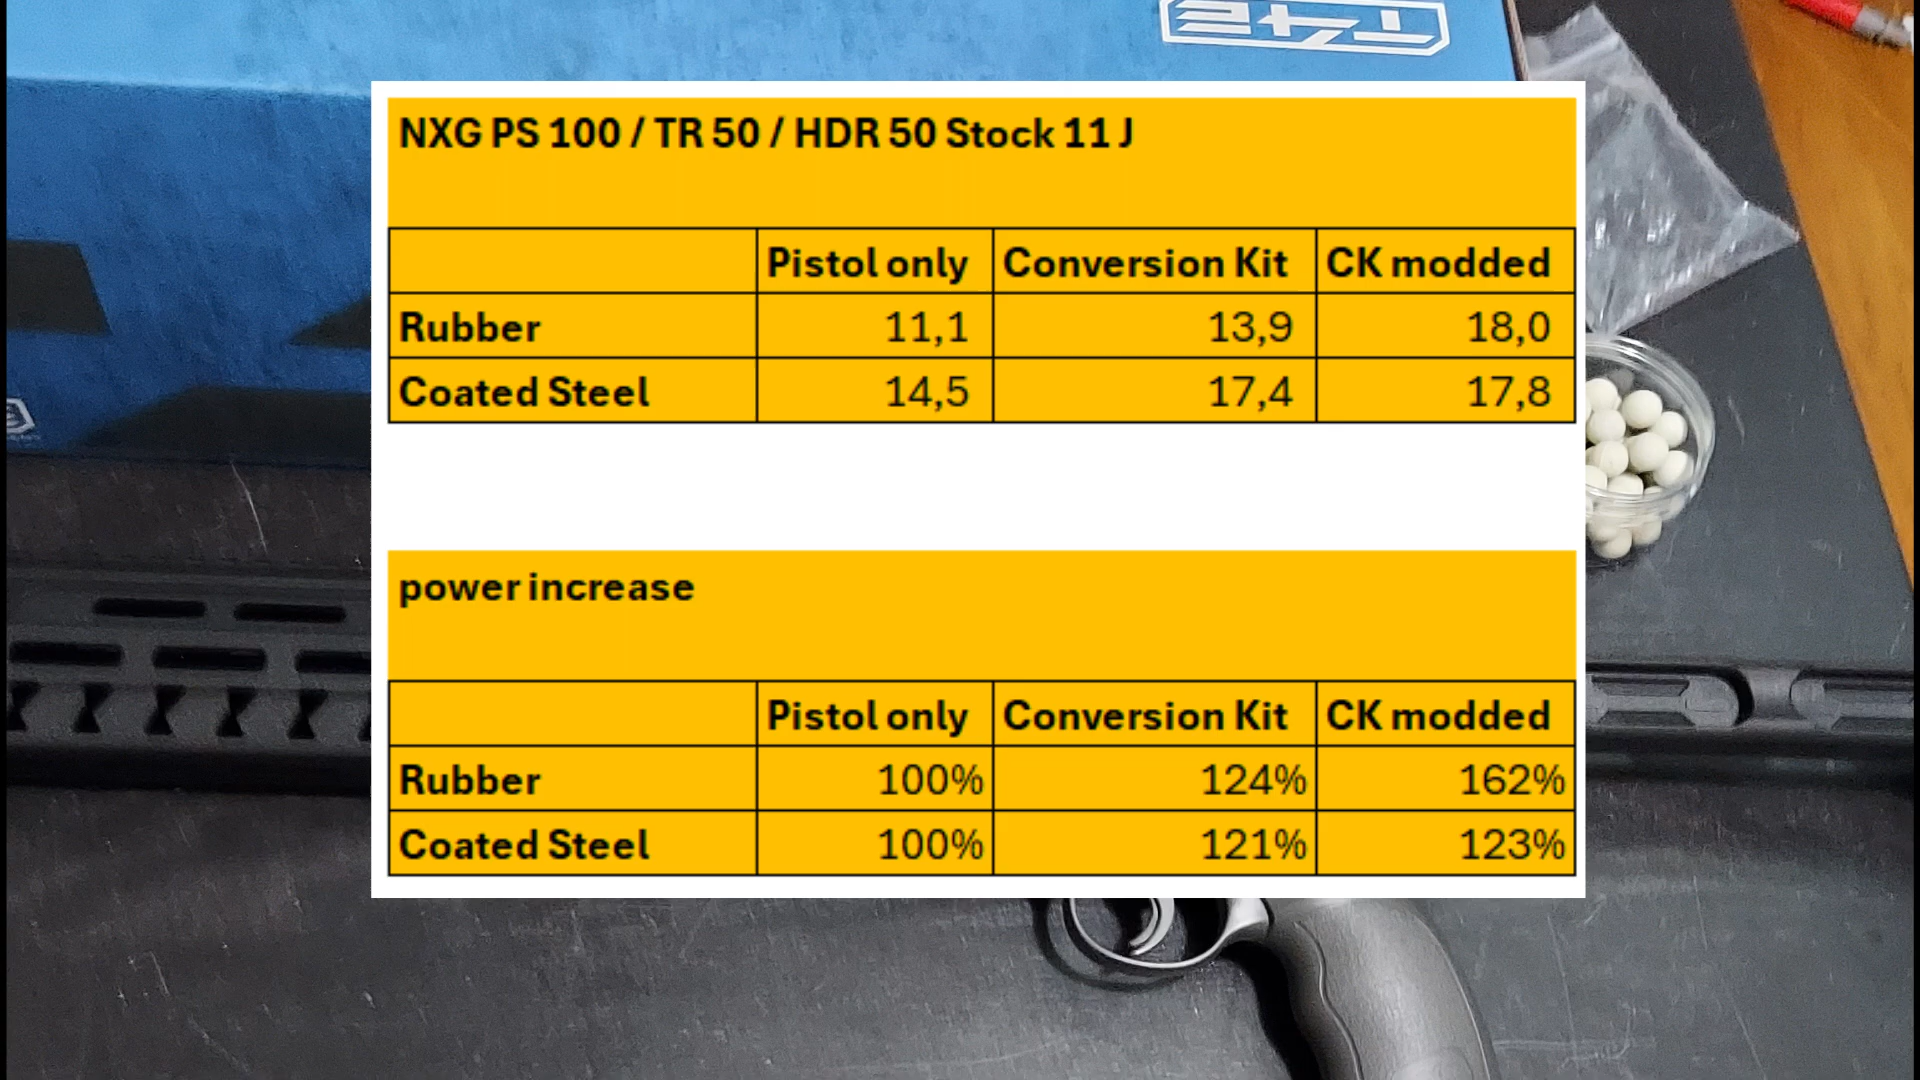 T4E
NXG PS 100 / TR 50 / HDR 50 Stock 11 J
Pistol only Conversion Kit CK modded
Rubber 11,1 13,9 18,0
Coated Steel 14,5 17,4 17,8
power increase
Pistol only Conversion Kit CK modded
Rubber 100% 124% 162%
Coated Steel 100% 121% 123%